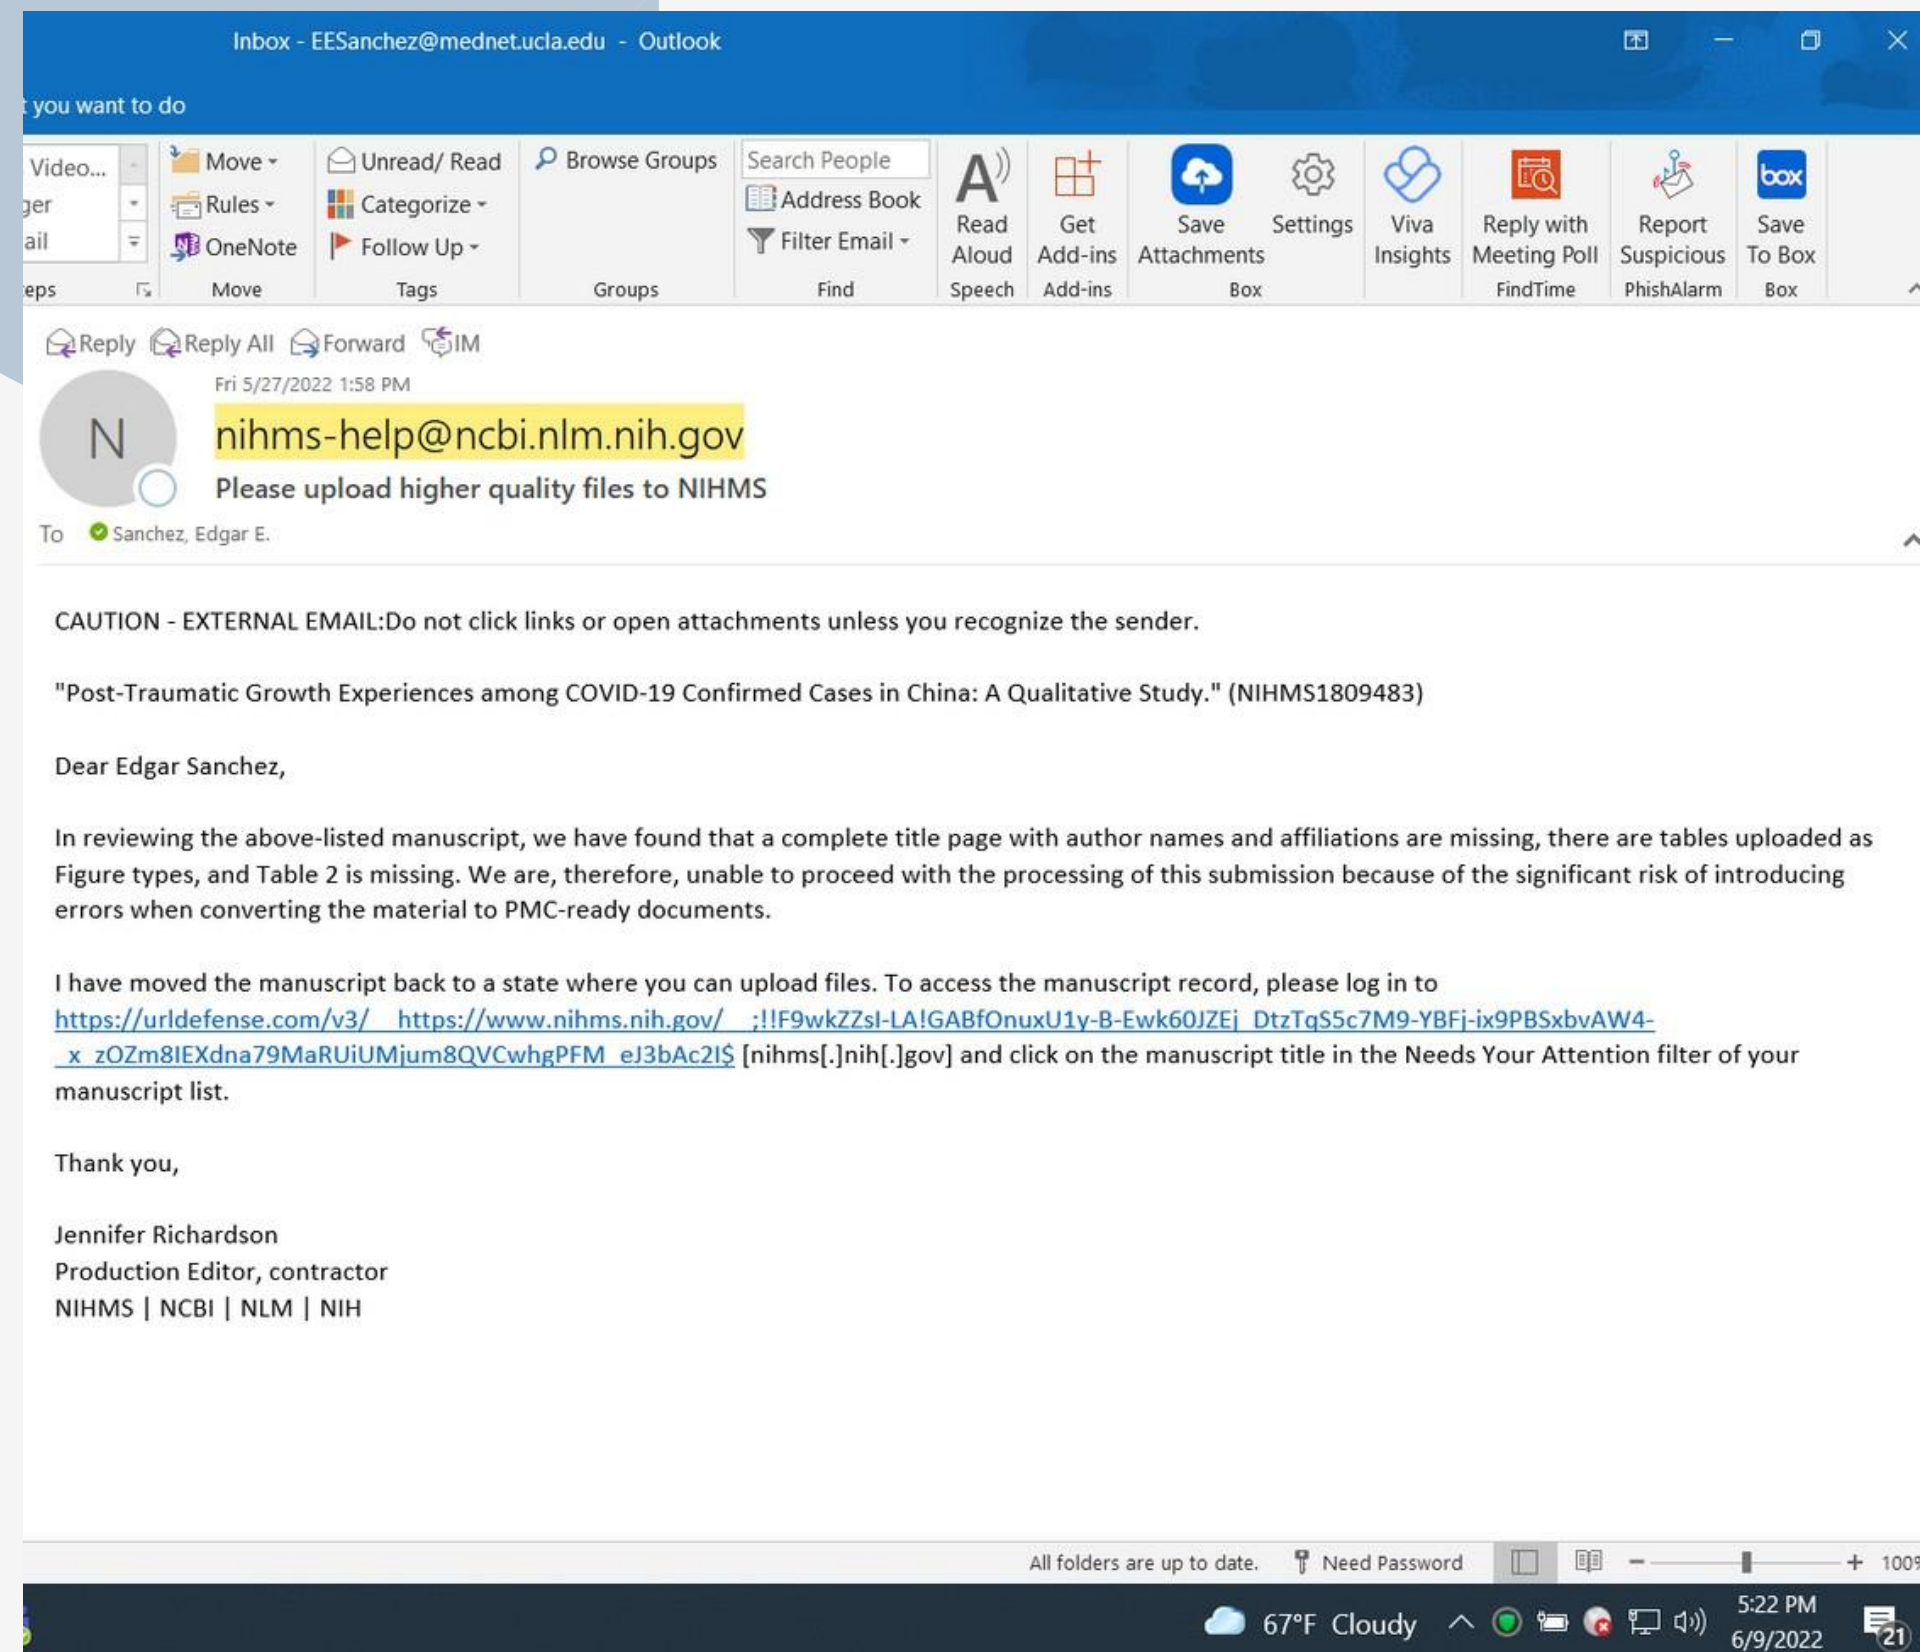 Inbox - EESanchez@mednet.ucla.edu - Outlook
you want to do
Video...
Move
Unread/ Read
Browse Groups
Search People
Rules
Categorize
Address Book
OneNote
Follow Up
Filter Email
Read Aloud
Get Add-ins
Save Attachments
Settings
Viva Insights
Reply with Meeting Poll
Report Suspicious
box
Save To Box
Move
Tags
Groups
Find
Speech
Add-ins
Box
FindTime
PhishAlarm
Box
Reply Reply All Forward IM
Fri 5/27/2022 1:58 PM
N
nihms-help@ncbi.nlm.nih.gov
Please upload higher quality files to NIHMS
To Sanchez, Edgar E.
CAUTION - EXTERNAL EMAIL:Do not click links or open attachments unless you recognize the sender.
"Post-Traumatic Growth Experiences among COVID-19 Confirmed Cases in China: A Qualitative Study." (NIHMS1809483)
Dear Edgar Sanchez,
In reviewing the above-listed manuscript, we have found that a complete title page with author names and affiliations are missing, there are tables uploaded as
Figure types, and Table 2 is missing. We are, therefore, unable to proceed with the processing of this submission because of the significant risk of introducing
errors when converting the material to PMC-ready documents.
I have moved the manuscript back to a state where you can upload files. To access the manuscript record, please log in to
https://urldefense.com/v3/__https://www.nihms.nih.gov/__;!!F9wkZZsI-LA!GABfOnuxU1y-B-Ewk60JZEj_DtzTqS5c7M9-YBFj-ix9PBSxbvAW4-
_x_zOZm8IEXdna79MaRUiUMjum8QVCwhgPFM_eJ3bAc2I$ [nihms[.]nih[.]gov] and click on the manuscript title in the Needs Your Attention filter of your
manuscript list.
Thank you,
Jennifer Richardson
Production Editor, contractor
NIHMS | NCBI | NLM | NIH
All folders are up to date. Need Password 100%
67°F Cloudy
5:22 PM
6/9/2022
21